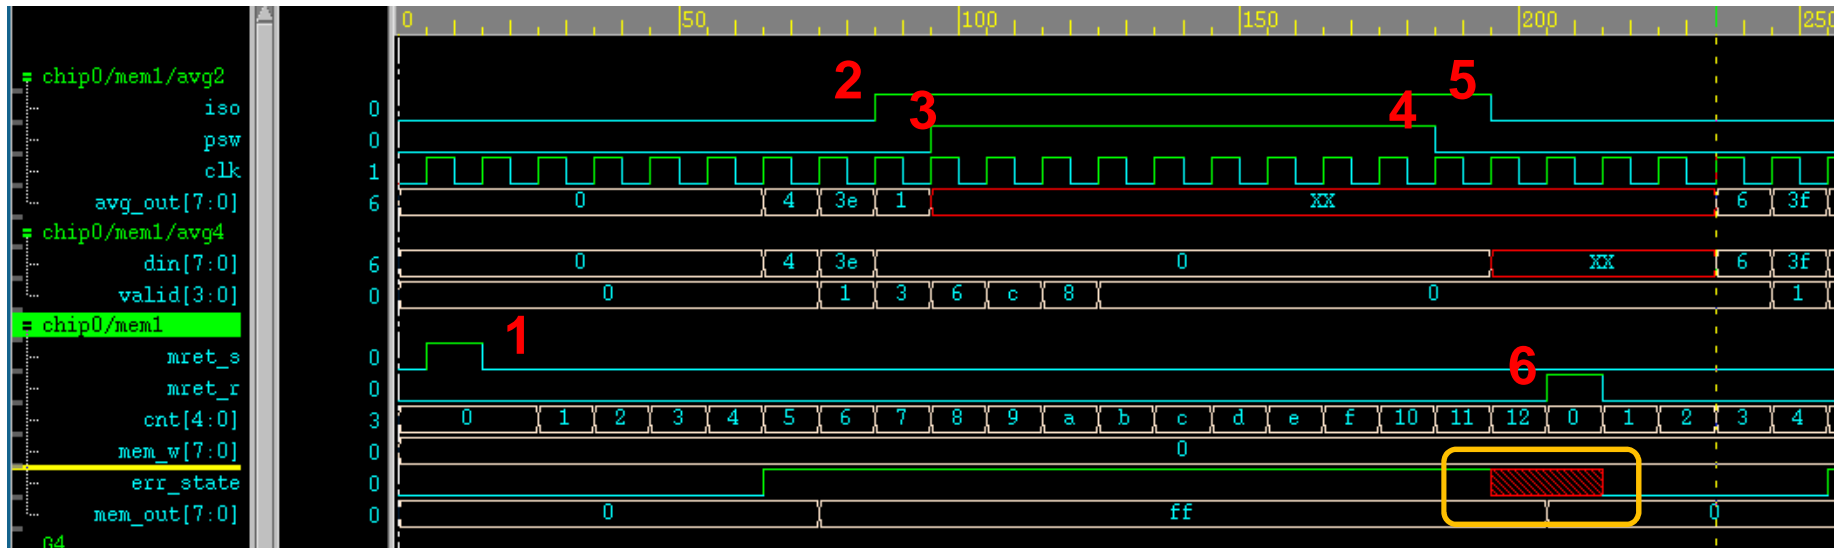 0 50 100 150 200 250
chip0/mem1/avg2
2 5
iso 0
3 4
psw 0
clk 1
avg_out[7:0] 6 0 4 3e 1 XX 6 3f
chip0/mem1/avg4
din[7:0] 6 0 4 3e 0 XX 6 3f
valid[3:0] 0 0 1 3 6 c 8 0 1
chip0/mem1
1
mret_s 0
6
mret_r 0
cnt[4:0] 3 0 1 2 3 4 5 6 7 8 9 a b c d e f 10 11 12 0 1 2 3 4
mem_w[7:0] 0 0
err_state 0
mem_out[7:0] 0 0 ff 0
G4